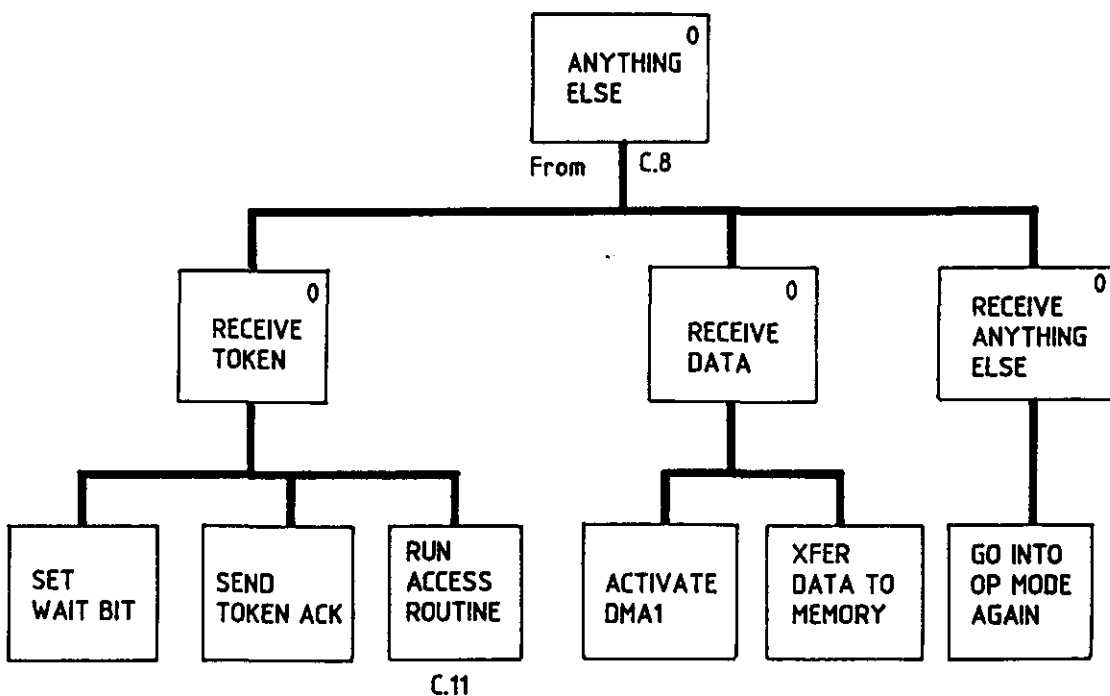 0
ANYTHING
ELSE
From C.8
0
RECEIVE
TOKEN
0
RECEIVE
DATA
0
RECEIVE
ANYTHING
ELSE
SET
WAIT BIT
SEND
TOKEN ACK
RUN
ACCESS
ROUTINE
ACTIVATE
DMA1
XFER
DATA TO
MEMORY
GO INTO
OP MODE
AGAIN
C.11